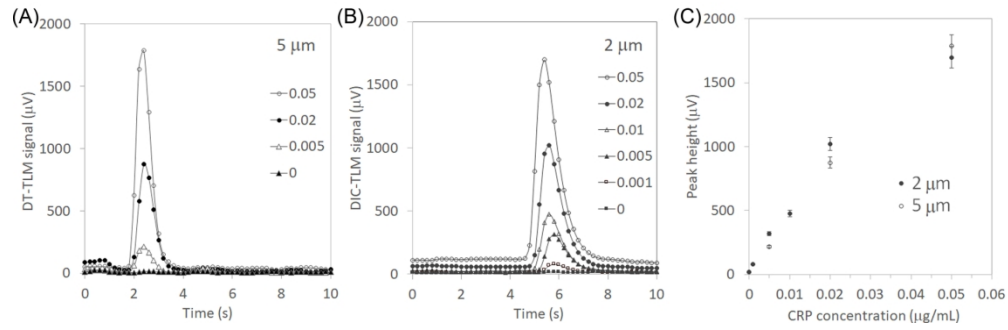 (A)
DT-TLM signal (μV)
2000
1500
1000
500
0
5 μm
0.05
0.02
0.005
0
0 2 4 6 8 10
Time (s)
(B)
DIC-TLM signal (μV)
2000
1500
1000
500
0
2 μm
0.05
0.02
0.01
0.005
0.001
0
0 2 4 6 8 10
Time (s)
(C)
Peak height (μV)
2000
1500
1000
500
0
2 μm
5 μm
0 0.01 0.02 0.03 0.04 0.05 0.06
CRP concentration (μg/mL)